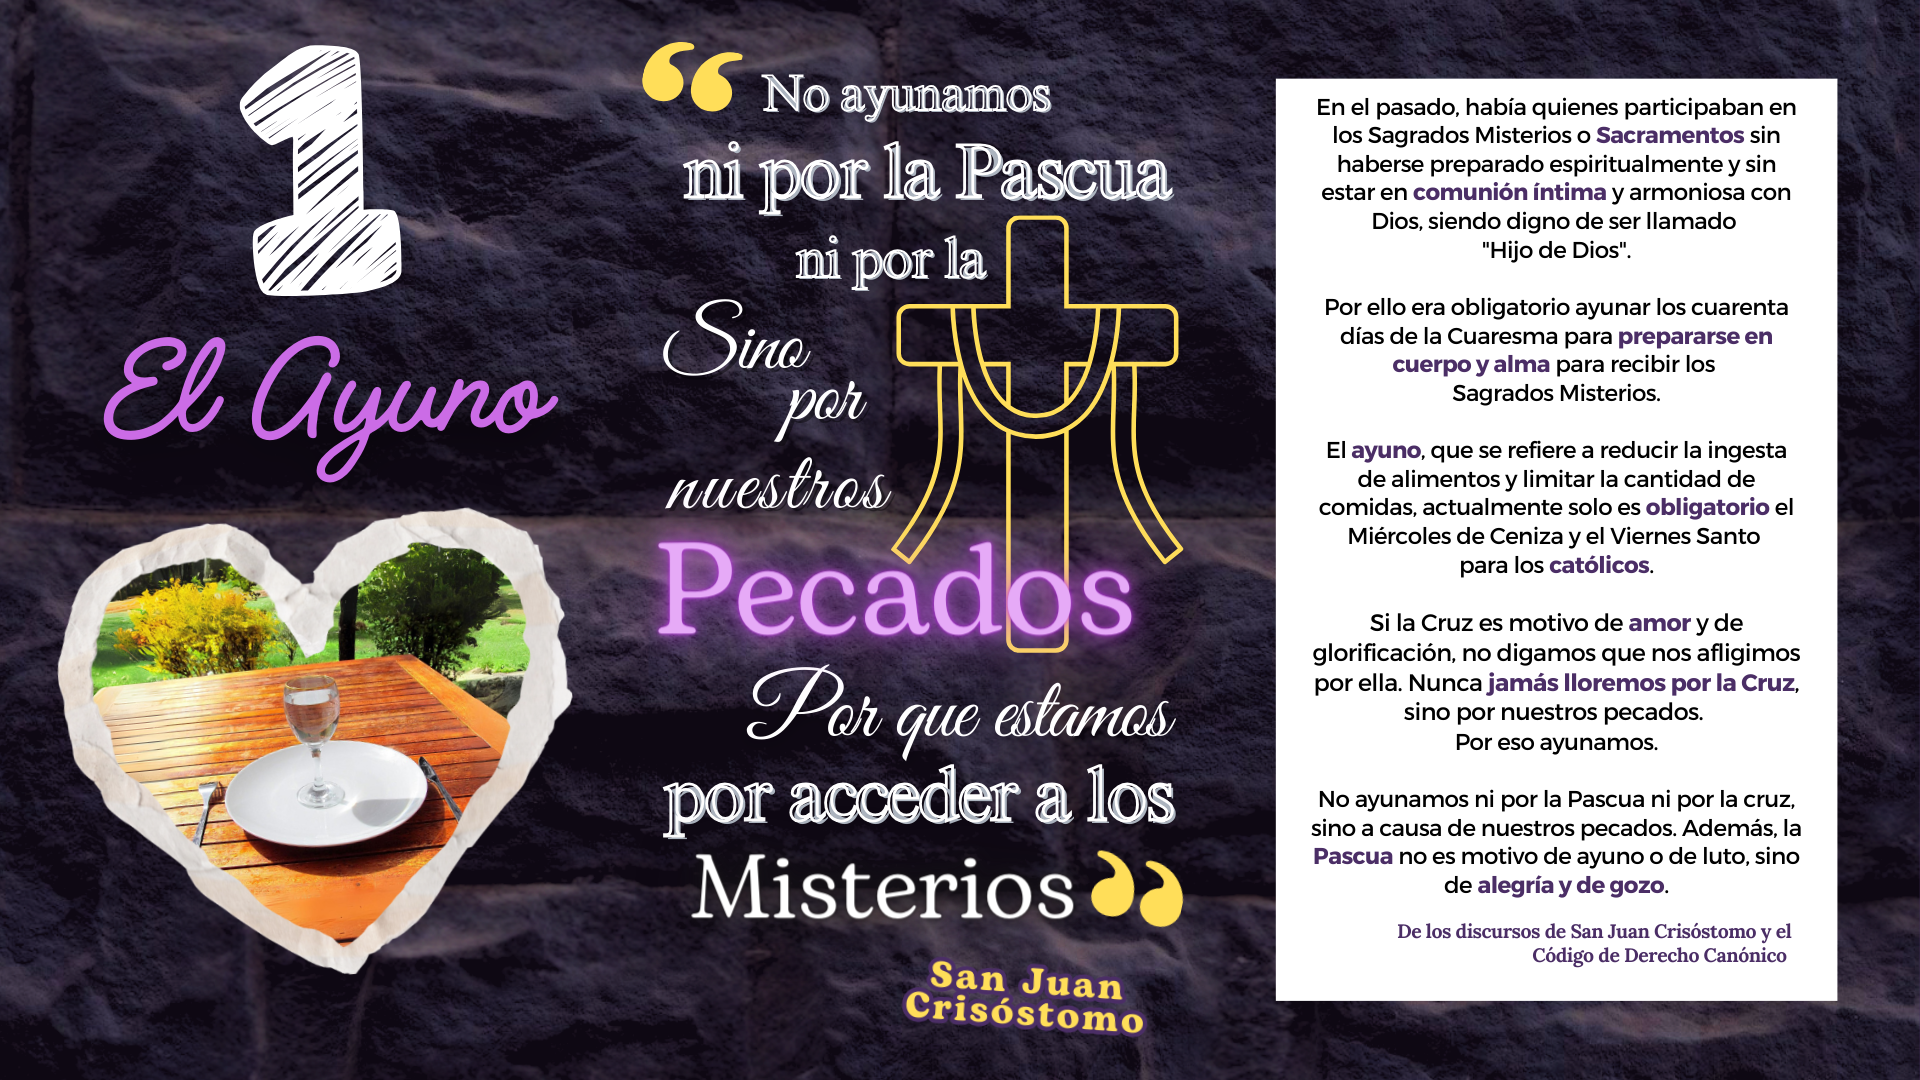 1
El Ayuno
“ No ayunamos
ni por la Pascua
ni por la
Sino
por
nuestros
Pecados
Por que estamos
por acceder a los
Misterios ”
San Juan
Crisóstomo
En el pasado, había quienes participaban en
los Sagrados Misterios o Sacramentos sin
haberse preparado espiritualmente y sin
estar en comunión íntima y armoniosa con
Dios, siendo digno de ser llamado
"Hijo de Dios".
Por ello era obligatorio ayunar los cuarenta
días de la Cuaresma para prepararse en
cuerpo y alma para recibir los
Sagrados Misterios.
El ayuno, que se refiere a reducir la ingesta
de alimentos y limitar la cantidad de
comidas, actualmente solo es obligatorio el
Miércoles de Ceniza y el Viernes Santo
para los católicos.
Si la Cruz es motivo de amor y de
glorificación, no digamos que nos afligimos
por ella. Nunca jamás lloremos por la Cruz,
sino por nuestros pecados.
Por eso ayunamos.
No ayunamos ni por la Pascua ni por la cruz,
sino a causa de nuestros pecados. Además, la
Pascua no es motivo de ayuno o de luto, sino
de alegría y de gozo.
De los discursos de San Juan Crisóstomo y el
Código de Derecho Canónico